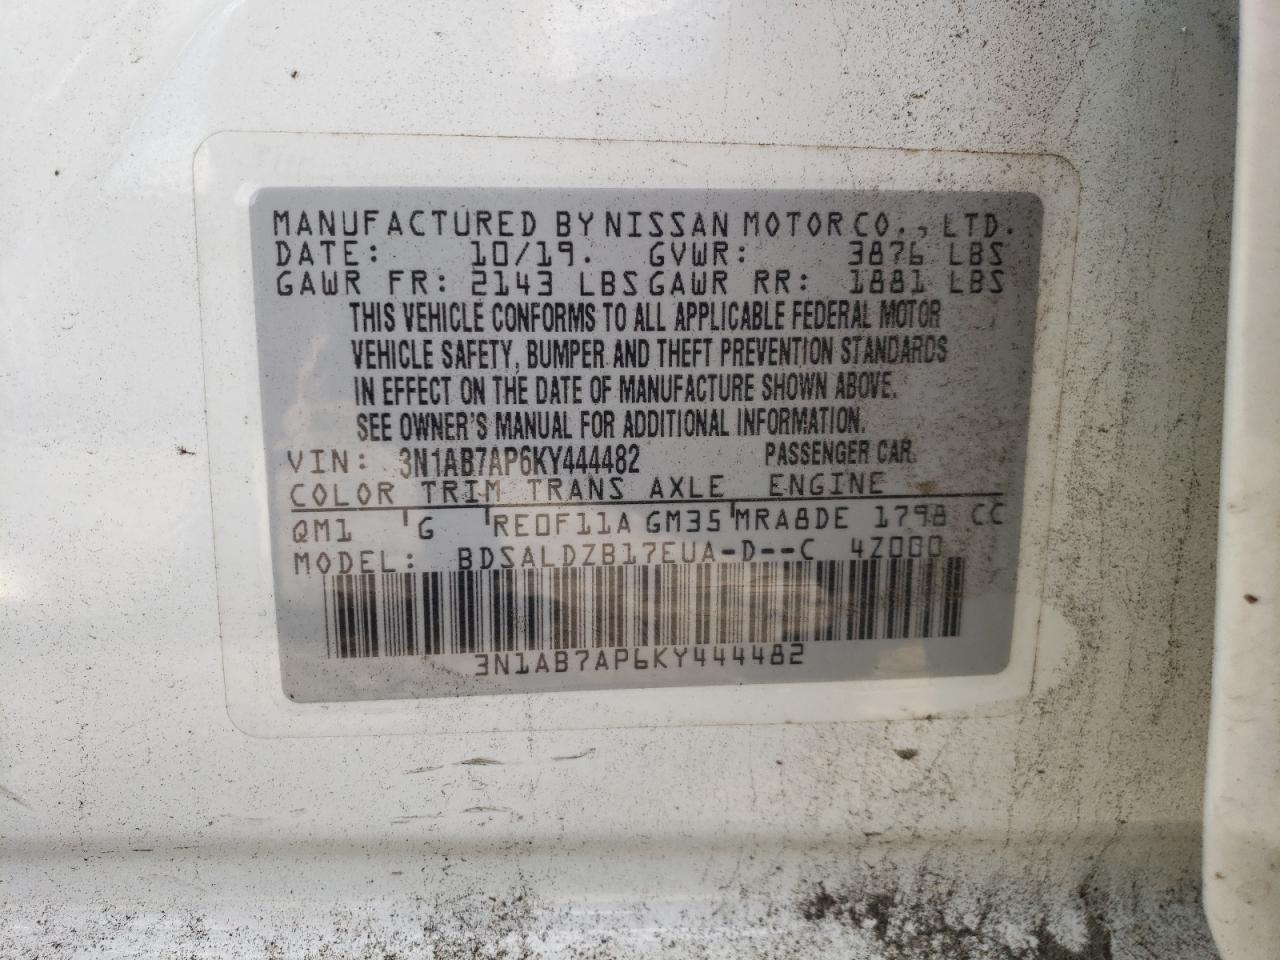 MANUFACTURED BY NISSAN MOTOR CO., LTD.
DATE: 10/19. GVWR: 3876 LBS
GAWR FR: 2143 LBS GAWR RR: 1881 LBS
THIS VEHICLE CONFORMS TO ALL APPLICABLE FEDERAL MOTOR
VEHICLE SAFETY, BUMPER AND THEFT PREVENTION STANDARDS
IN EFFECT ON THE DATE OF MANUFACTURE SHOWN ABOVE.
SEE OWNER'S MANUAL FOR ADDITIONAL INFORMATION.
VIN: 3N1AB7AP6KY444482 PASSENGER CAR.
COLOR TRIM TRANS AXLE ENGINE
QM1 ' G 'RE0F11A GM35'MRA8DE 1798 CC
MODEL: BDSALDZB17EUA-D--C 4Z000
3N1AB7AP6KY444482